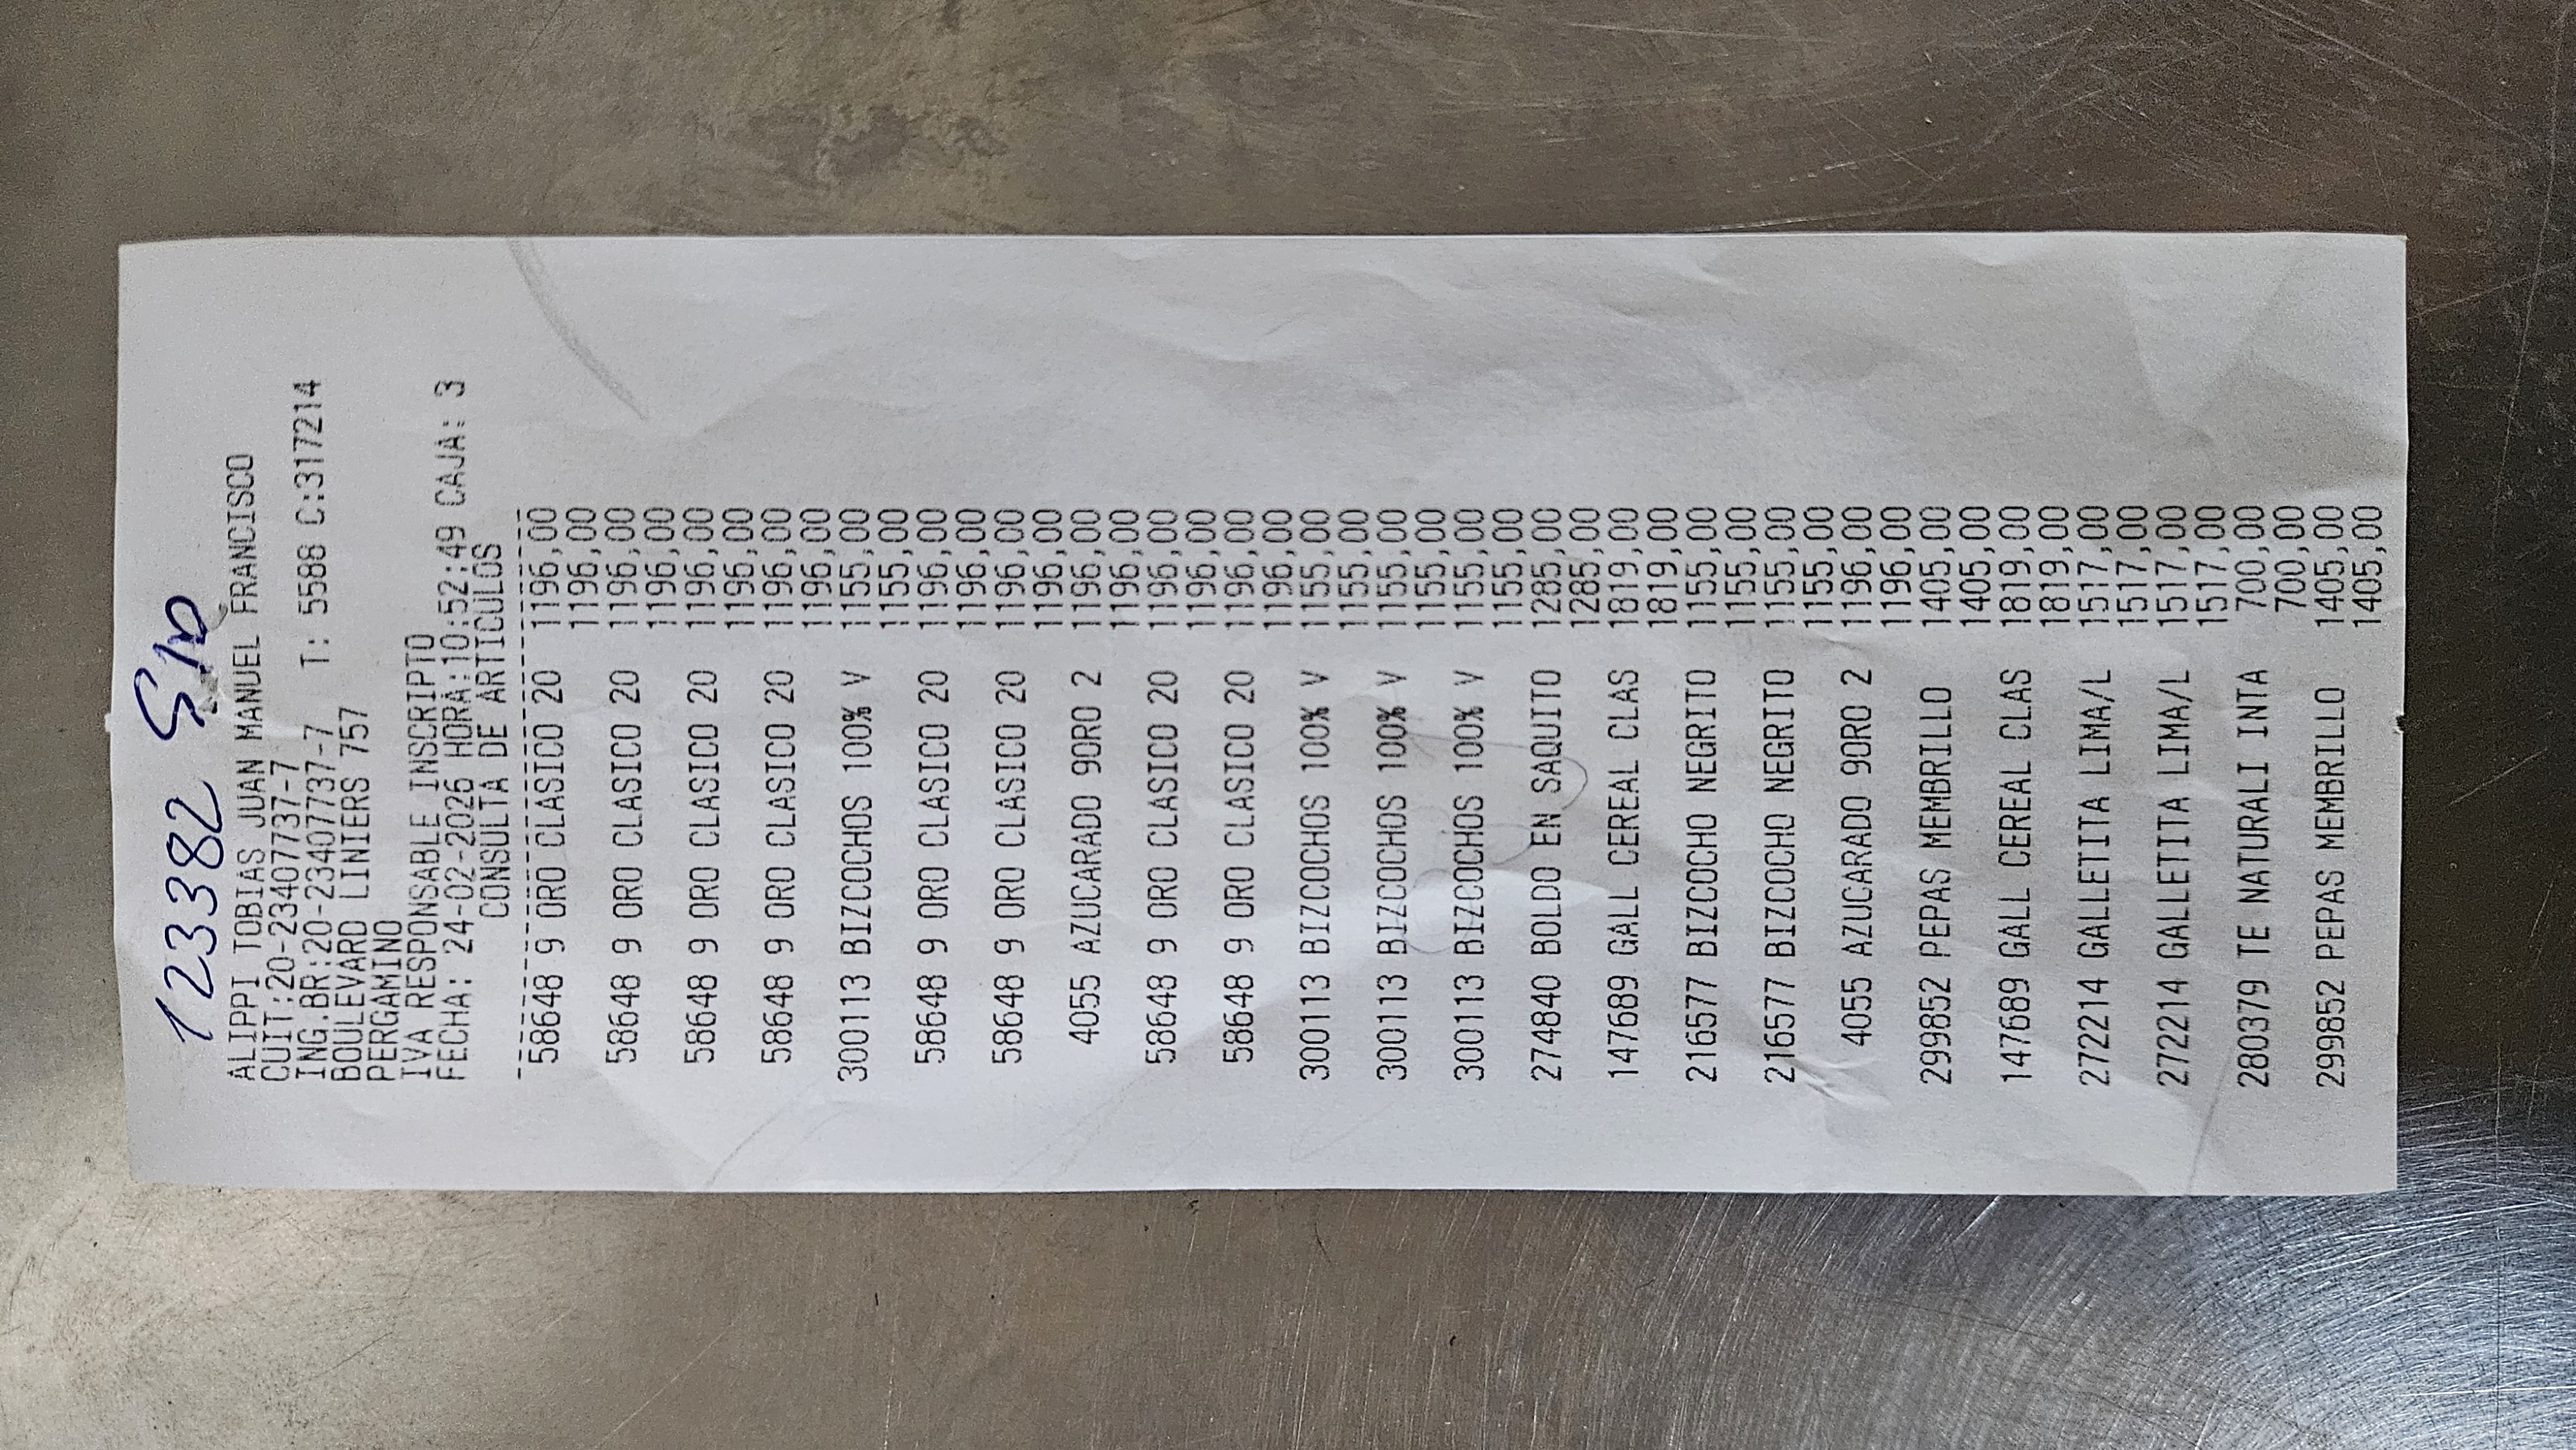 12382 S/D
ALIPPI TOBIAS JUAN MANUEL FRANCISCO
CUIT:20-23407737-7
ING.BR:20-23407737-7 T: 5588 C:317214
BOULEVARD LINIERS 757
PERGAMINO
IVA RESPONSABLE INSCRIPTO
FECHA: 24-02-2026 HORA:10:52:49 CAJA: 3
CONSULTA DE ARTICULOS
58648 9 ORO CLASICO 20 1196,00
1196,00
58648 9 ORO CLASICO 20 1196,00
1196,00
58648 9 ORO CLASICO 20 1196,00
1196,00
58648 9 ORO CLASICO 20 1196,00
1196,00
300113 BIZCOCHOS 100% V 1155,00
1155,00
58648 9 ORO CLASICO 20 1196,00
1196,00
58648 9 ORO CLASICO 20 1196,00
1196,00
4055 AZUCARADO 9ORO 2 1196,00
1196,00
58648 9 ORO CLASICO 20 1196,00
1196,00
58648 9 ORO CLASICO 20 1196,00
1196,00
300113 BIZCOCHOS 100% V 1155,00
1155,00
300113 BIZCOCHOS 100% V 1155,00
1155,00
300113 BIZCOCHOS 100% V 1155,00
1155,00
274840 BOLDO EN SAQUITO 1285,00
1285,00
147689 GALL CEREAL CLAS 1819,00
1819,00
216577 BIZCOCHO NEGRITO 1155,00
1155,00
216577 BIZCOCHO NEGRITO 1155,00
1155,00
4055 AZUCARADO 9ORO 2 1196,00
1196,00
299852 PEPAS MEMBRILLO 1405,00
1405,00
147689 GALL CEREAL CLAS 1819,00
1819,00
272214 GALLETITA LIMA/L 1517,00
1517,00
272214 GALLETITA LIMA/L 1517,00
1517,00
280379 TE NATURALI INTA 700,00
700,00
299852 PEPAS MEMBRILLO 1405,00
1405,00